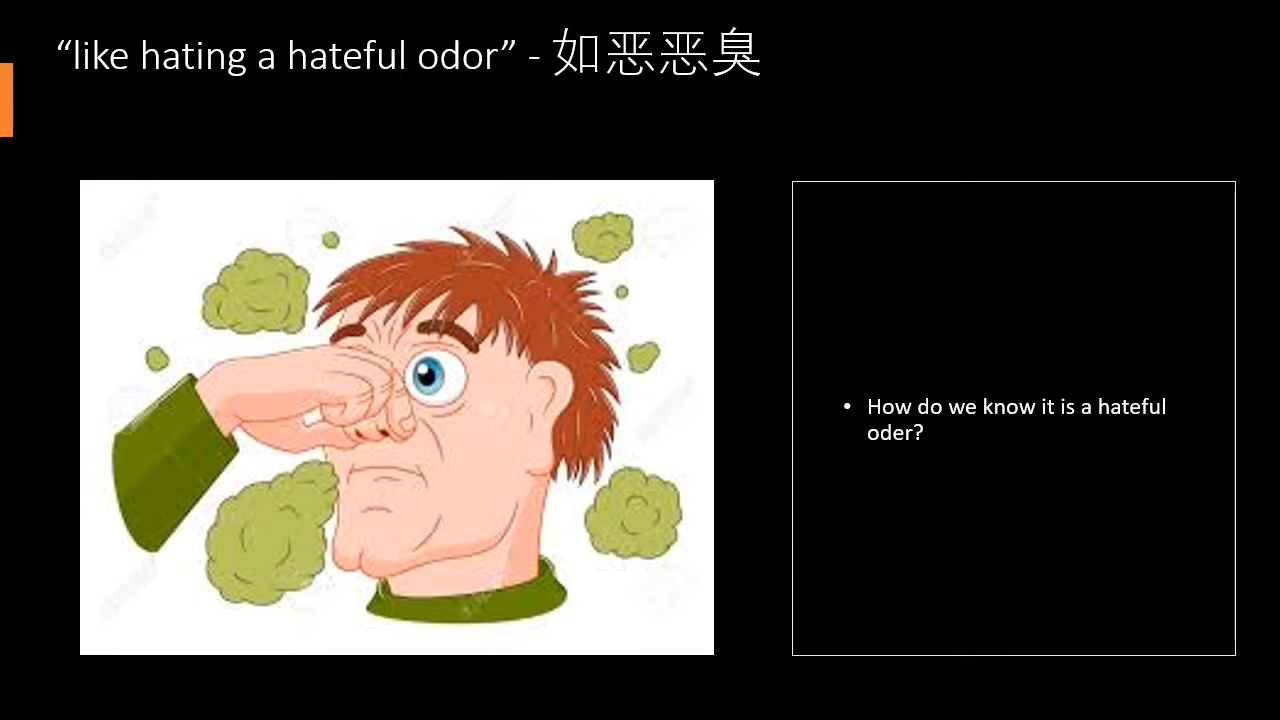 “like hating a hateful odor” - 如恶恶臭
• How do we know it is a hateful
oder?